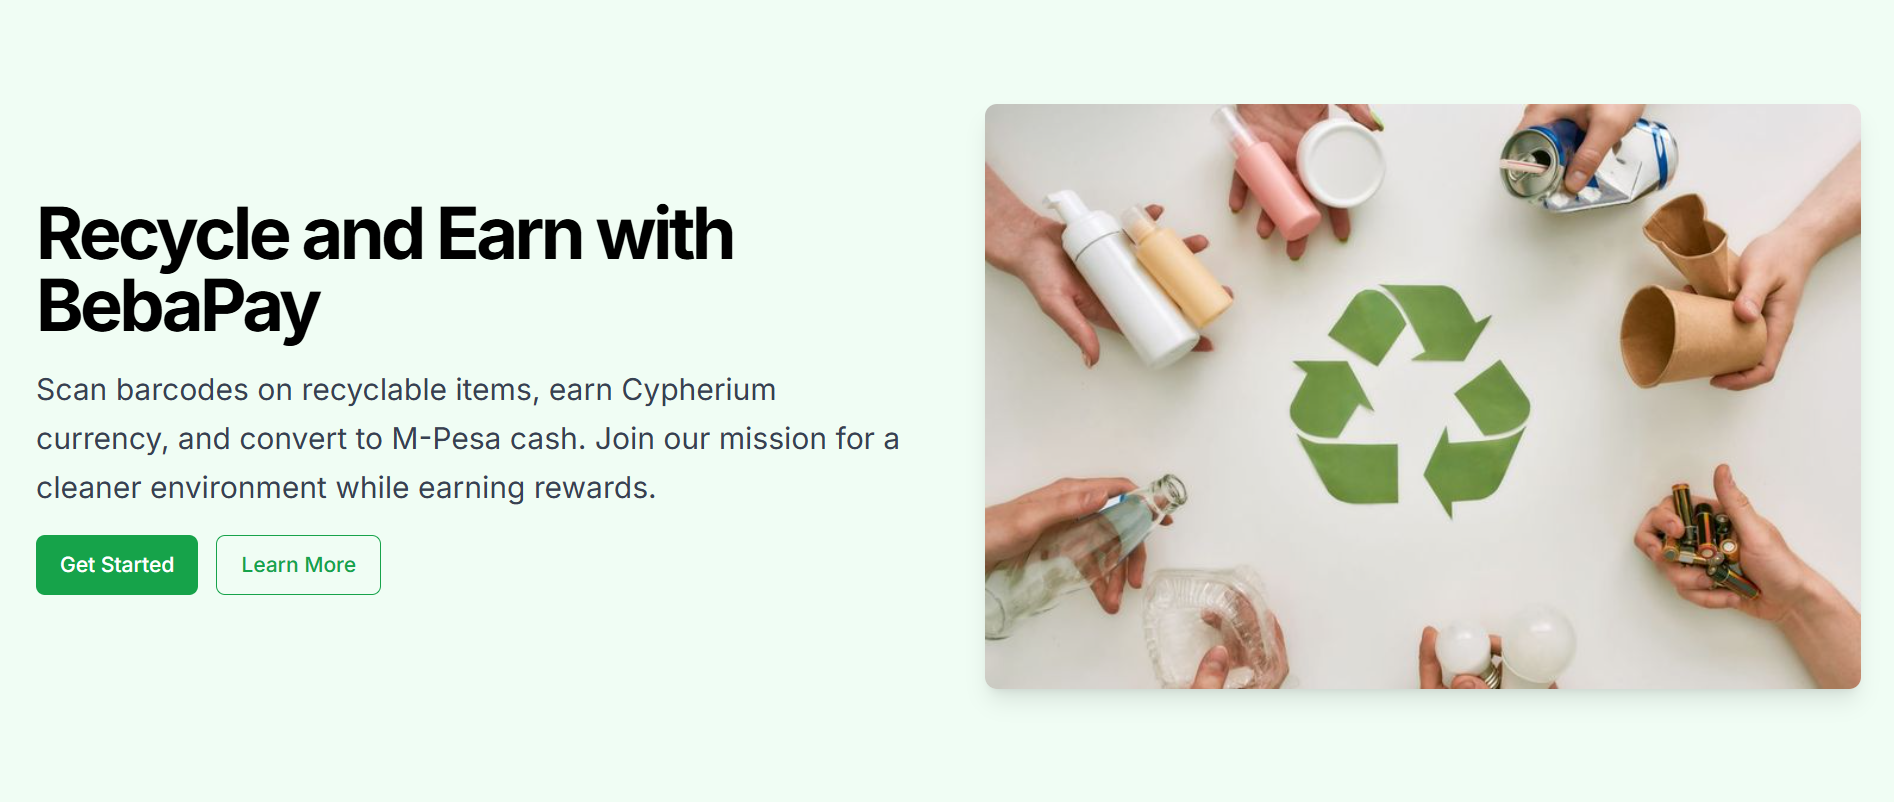 Recycle and Earn with
BebaPay
Scan barcodes on recyclable items, earn Cypherium
currency, and convert to M-Pesa cash. Join our mission for a
cleaner environment while earning rewards.
Get Started
Learn More